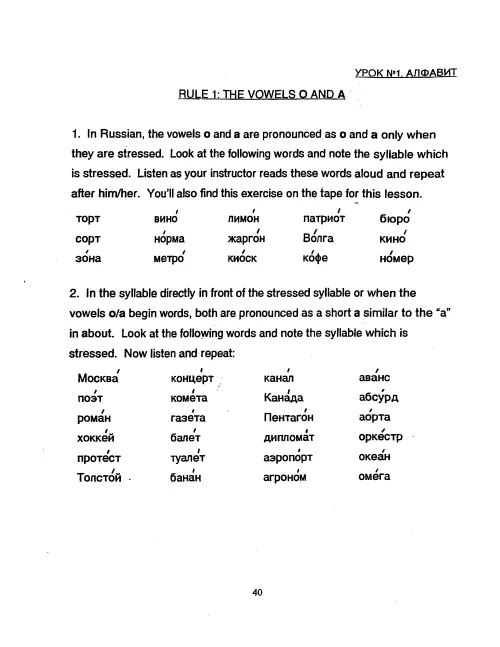 УРОК №1. АЛФАВИТ
RULE 1: THE VOWELS O AND A
1. In Russian, the vowels o and a are pronounced as o and a only when
they are stressed. Look at the following words and note the syllable which
is stressed. Listen as your instructor reads these words aloud and repeat
after him/her. You'll also find this exercise on the tape for this lesson.
торт вино́ лимо́н патрио́т бюро́
сорт но́рма жарго́н Во́лга кино́
зо́на метро́ кио́ск ко́фе но́мер
2. In the syllable directly in front of the stressed syllable or when the
vowels o/a begin words, both are pronounced as a short a similar to the "a"
in about. Look at the following words and note the syllable which is
stressed. Now listen and repeat:
Москва́ конце́рт кана́л ава́нс
поэ́т коме́та Кана́да абсу́рд
рома́н газе́та Пентаго́н ао́рта
хокке́й бале́т диплома́т орке́стр
проте́ст туале́т аэропо́рт океа́н
Толсто́й бана́н агроно́м оме́га
40